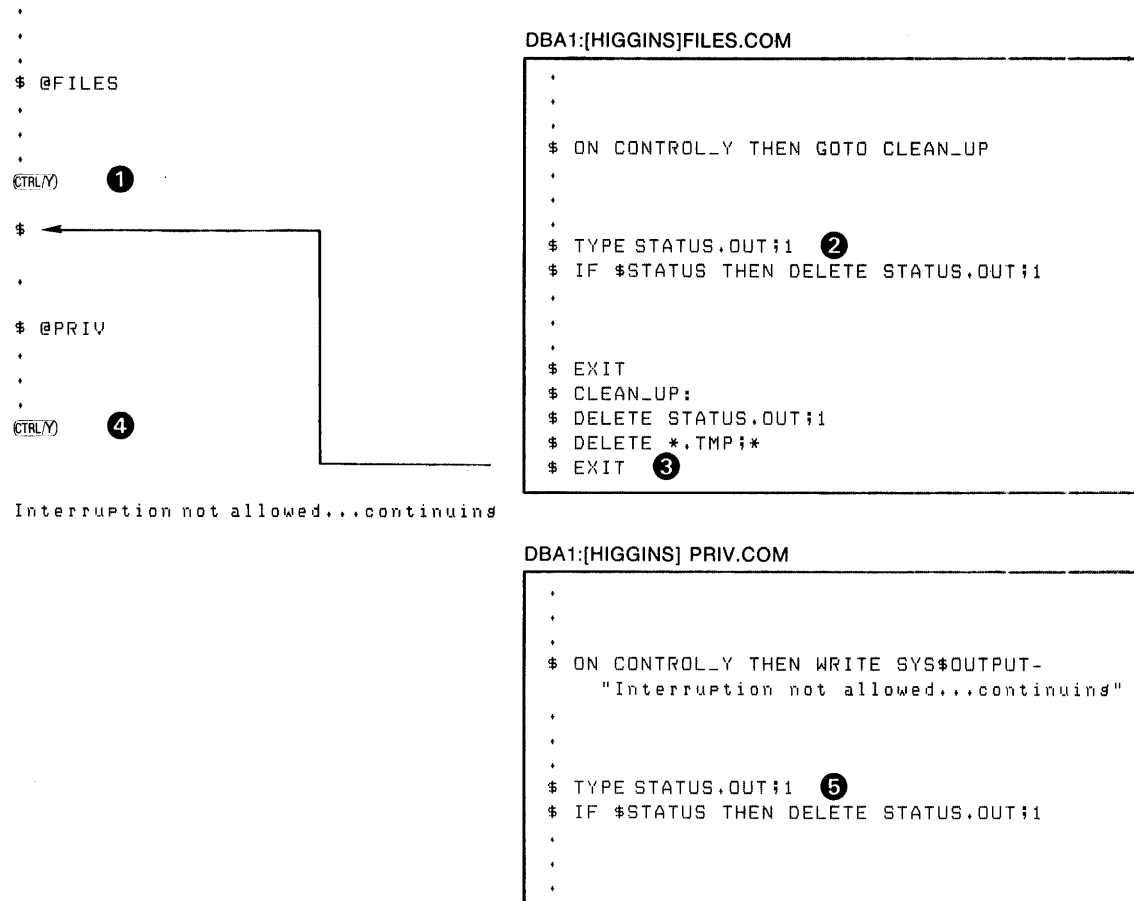 $ @FILES
CTRL/Y 1
$
$ @PRIV
CTRL/Y 4
Interruption not allowed...continuing
DBA1:[HIGGINS]FILES.COM
$ ON CONTROL_Y THEN GOTO CLEAN_UP
$ TYPE STATUS.OUT;1 2
$ IF $STATUS THEN DELETE STATUS.OUT;1
$ EXIT
$ CLEAN_UP:
$ DELETE STATUS.OUT;1
$ DELETE *.TMP;*
$ EXIT 3
DBA1:[HIGGINS] PRIV.COM
$ ON CONTROL_Y THEN WRITE SYS$OUTPUT-
"Interruption not allowed...continuing"
$ TYPE STATUS.OUT;1 5
$ IF $STATUS THEN DELETE STATUS.OUT;1